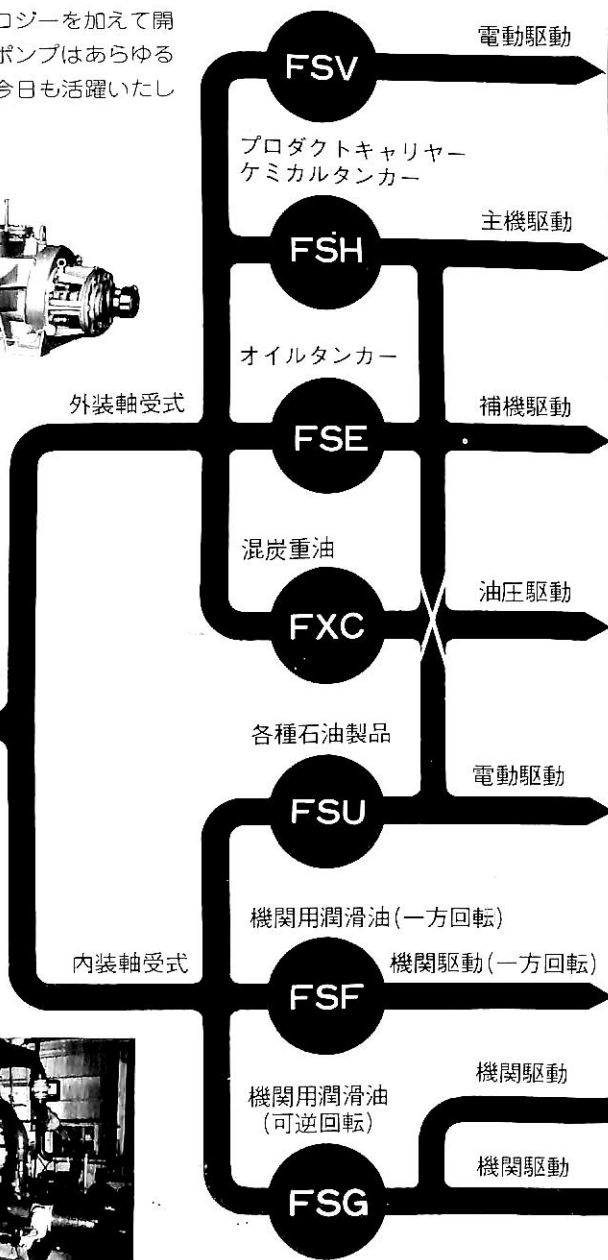 ロジーを加えて開
ポンプはあらゆる
今日も活躍いたし
FSV
電動駆動
プロダクトキャリヤー
ケミカルタンカー
FSH
主機駆動
オイルタンカー
外装軸受式
FSE
補機駆動
混炭重油
FXC
油圧駆動
各種石油製品
FSU
電動駆動
機関用潤滑油(一方回転)
内装軸受式
FSF
機関駆動(一方回転)
機関用潤滑油
(可逆回転)
FSG
機関駆動
機関駆動